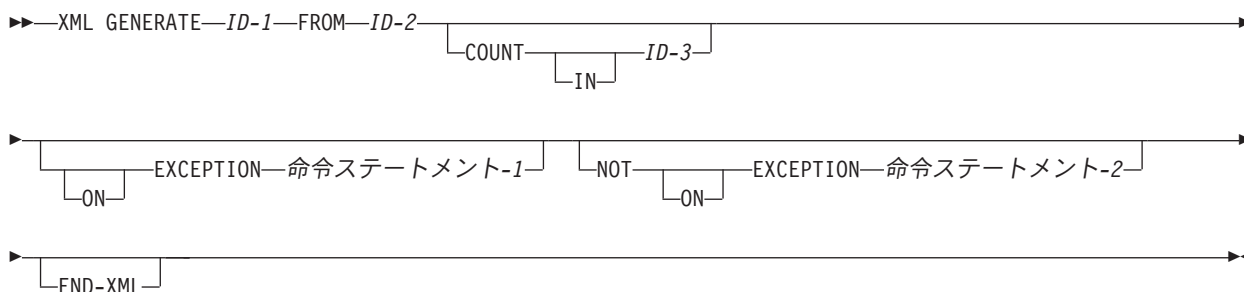 XML GENERATE ID-1 FROM ID-2
COUNT ID-3
IN
EXCEPTION 命令ステートメント-1 NOT EXCEPTION 命令ステートメント-2
ON ON
END-XML